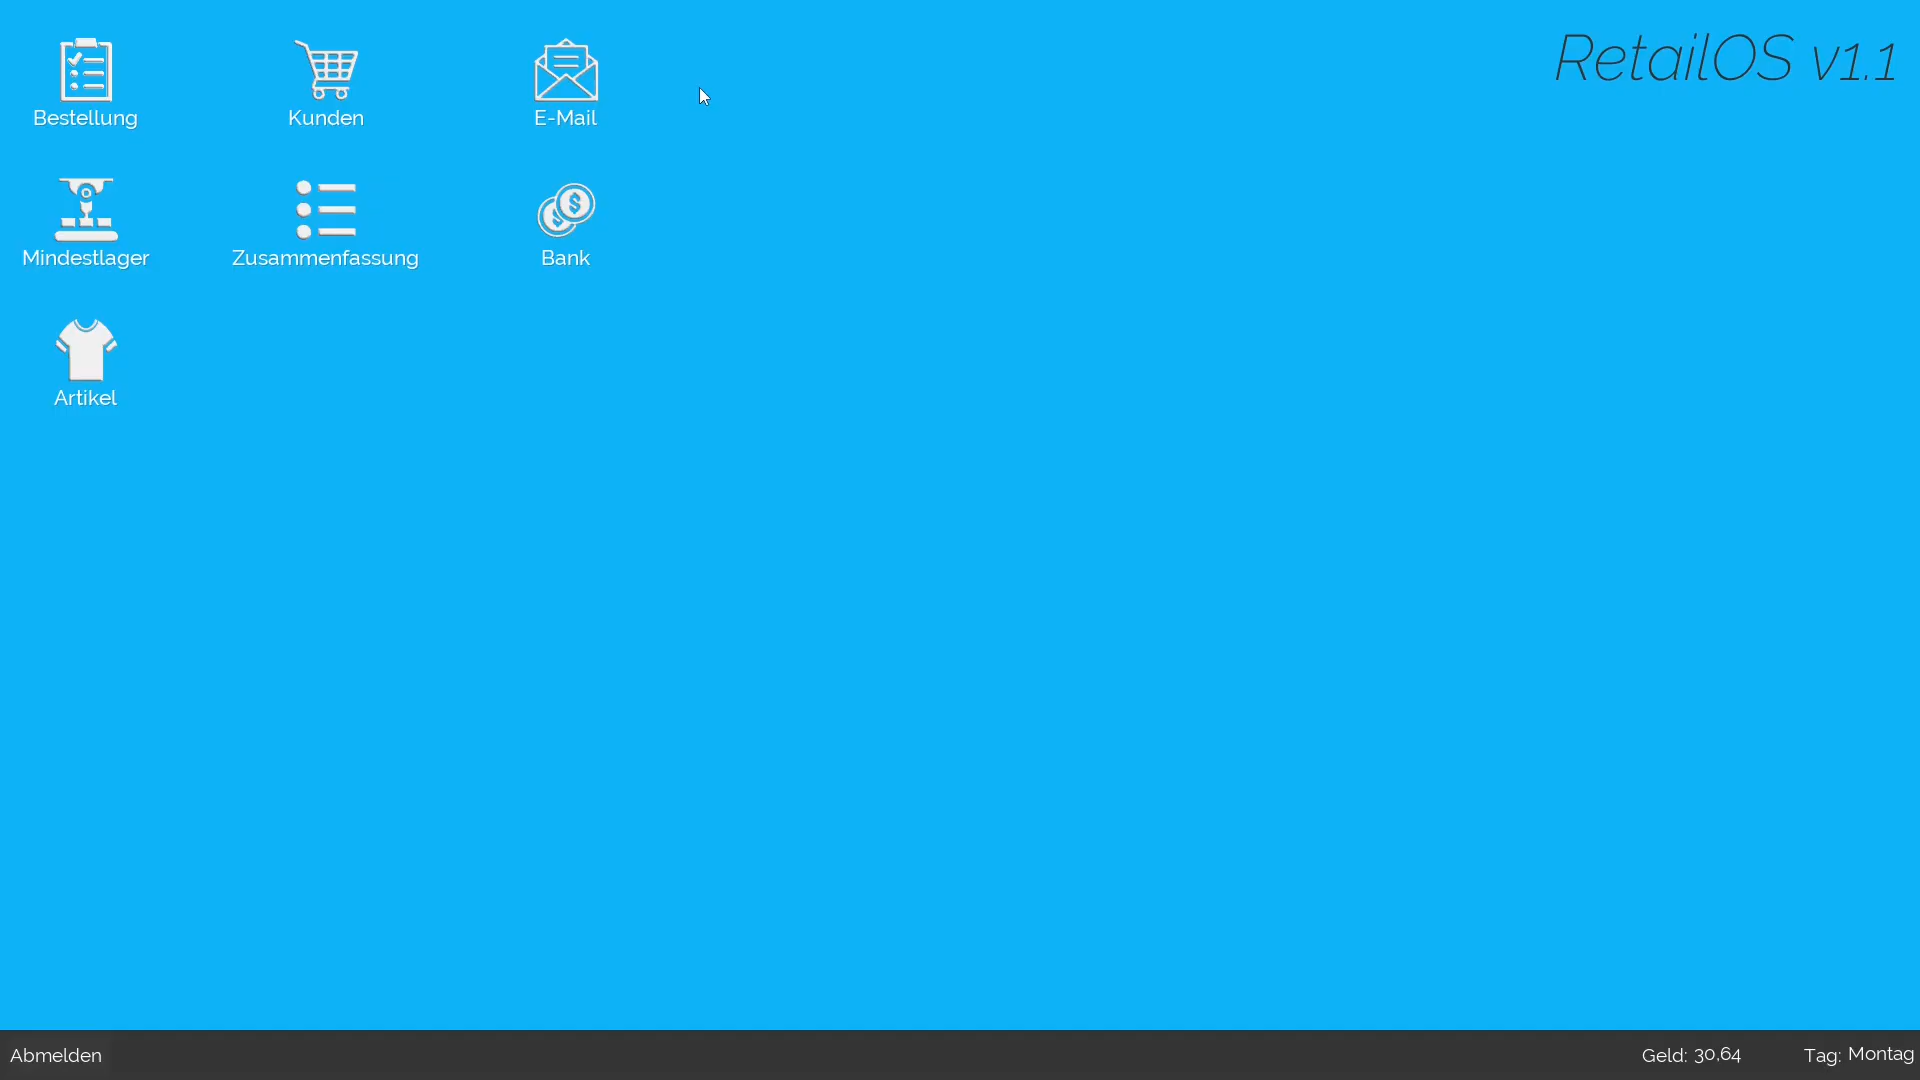 RetailOS v1.1
Bestellung
Kunden
E-Mail
Mindestlager
Zusammenfassung
Bank
Artikel
Abmelden
Geld: 30,64
Tag: Montag